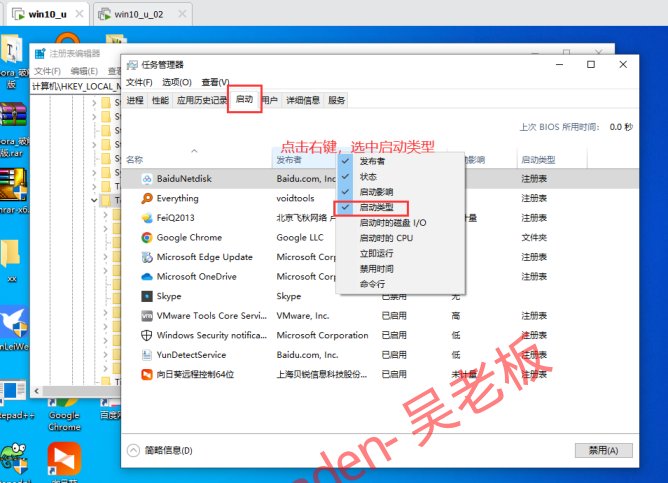 win10_u
win10_u_02
注册表编辑器
文件(F) 编辑(E) 查看
计算机\HKEY_LOCAL_M
任务管理器
文件(F) 选项(O) 查看(V)
进程 性能 应用历史记录 启动 用户 详细信息 服务
上次 BIOS 所用时间: 0.0 秒
点击右键，选中启动类型
名称 发布者 影响 启动类型
发布者
状态
启动影响
启动类型
启动时的磁盘 I/O
启动时的 CPU
立即运行
禁用时间
命令行
BaiduNetdisk Baidu.com, Inc 注册表
Everything voidtools 注册表
FeiQ2013 北京飞秋网络 注册表
Google Chrome Google LLC 文件夹
Microsoft Edge Update Microsoft Corp 注册表
Microsoft OneDrive Microsoft Corp 注册表
Skype Skype 已禁用 无
VMware Tools Core Servi... VMware, Inc. 已启用 高 注册表
Windows Security notifica... Microsoft Corporation 已启用 低 注册表
YunDetectService Baidu.com, Inc. 已启用 低 注册表
向日葵远程控制64位 上海贝锐信息科技股份... 已启用 未计量 注册表
简略信息(D)
禁用(A)
xx
Google
Chrome
den- 吴老板